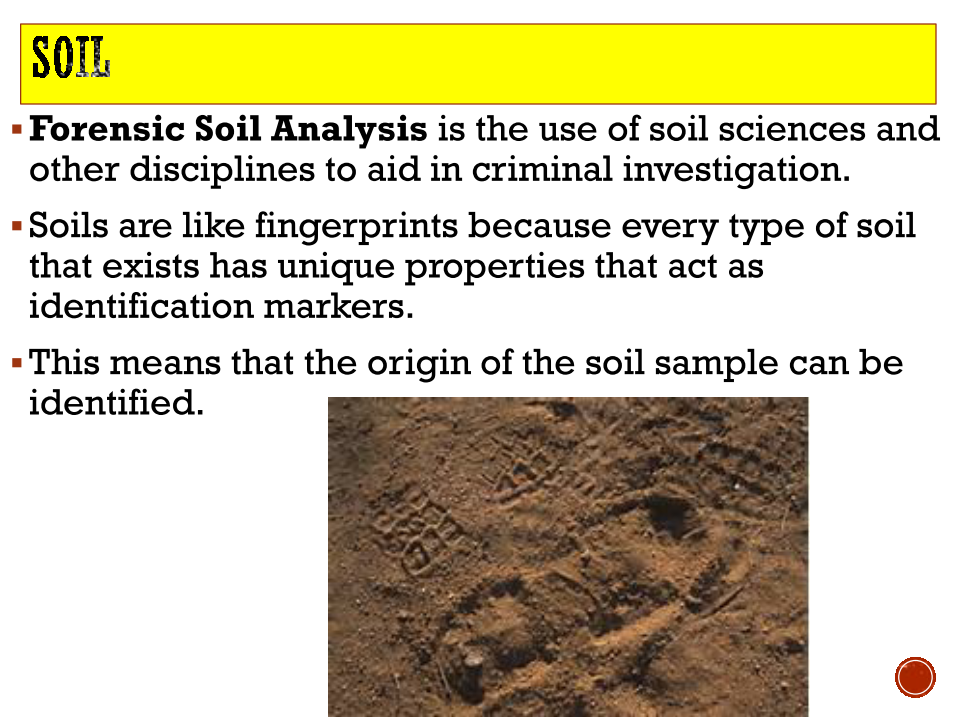 SOIL
▪ Forensic Soil Analysis is the use of soil sciences and
other disciplines to aid in criminal investigation.
▪ Soils are like fingerprints because every type of soil
that exists has unique properties that act as
identification markers.
▪ This means that the origin of the soil sample can be
identified.